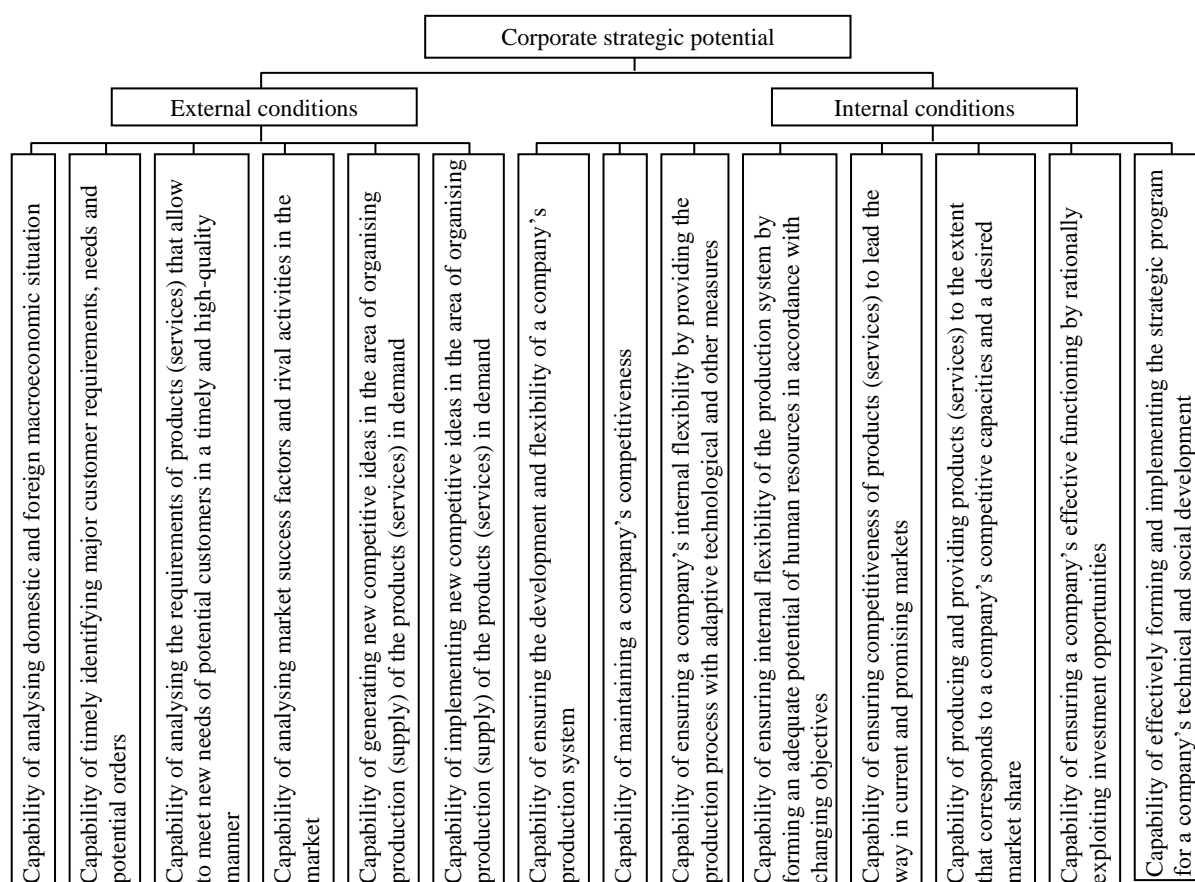 Corporate strategic potential
External conditions
Internal conditions
Capability of analysing domestic and foreign macroeconomic situation
Capability of timely identifying major customer requirements, needs and
potential orders
Capability of analysing the requirements of products (services) that allow
to meet new needs of potential customers in a timely and high-quality
manner
Capability of analysing market success factors and rival activities in the
market
Capability of generating new competitive ideas in the area of organising
production (supply) of the products (services) in demand
Capability of implementing new competitive ideas in the area of organising
production (supply) of the products (services) in demand
Capability of ensuring the development and flexibility of a company's
production system
Capability of maintaining a company's competitiveness
Capability of ensuring a company's internal flexibility by providing the
production process with adaptive technological and other measures
Capability of ensuring internal flexibility of the production system by
forming an adequate potential of human resources in accordance with
changing objectives
Capability of ensuring competitiveness of products (services) to lead the
way in current and promising markets
Capability of producing and providing products (services) to the extent
that corresponds to a company's competitive capacities and a desired
market share
Capability of ensuring a company's effective functioning by rationally
exploiting investment opportunities
Capability of effectively forming and implementing the strategic program
for a company's technical and social development